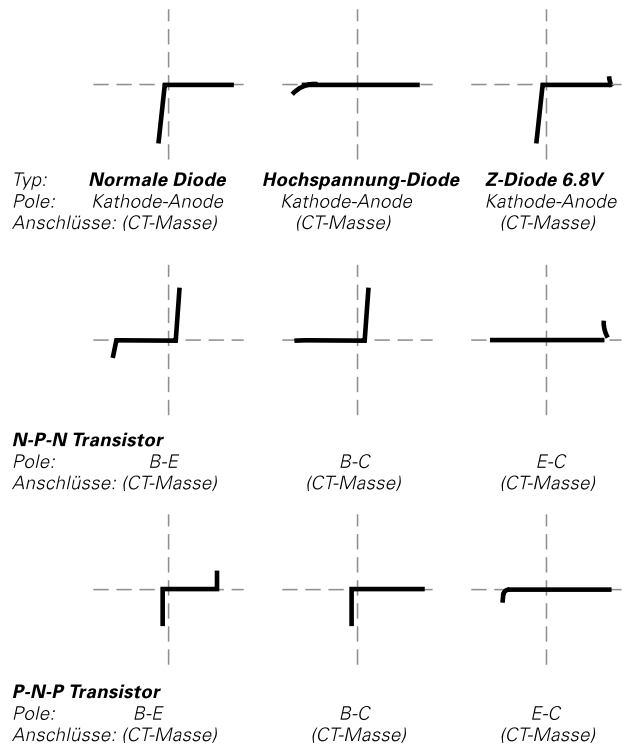 Typ: Normale Diode Hochspannung-Diode Z-Diode 6.8V
Pole: Kathode-Anode Kathode-Anode Kathode-Anode
Anschlüsse: (CT-Masse) (CT-Masse) (CT-Masse)
N-P-N Transistor
Pole: B-E B-C E-C
Anschlüsse: (CT-Masse) (CT-Masse) (CT-Masse)
P-N-P Transistor
Pole: B-E B-C E-C
Anschlüsse: (CT-Masse) (CT-Masse) (CT-Masse)